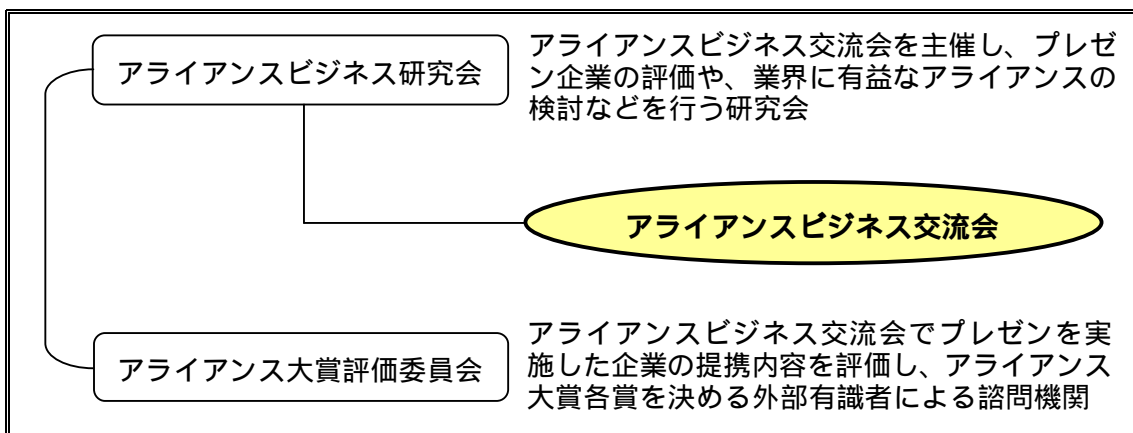 アライアンスビジネス研究会
アライアンスビジネス交流会を主催し、プレゼ
ン企業の評価や、業界に有益なアライアンスの
検討などを行う研究会
アライアンスビジネス交流会
アライアンス大賞評価委員会
アライアンスビジネス交流会でプレゼンを実
施した企業の提携内容を評価し、アライアンス
大賞各賞を決める外部有識者による諮問機関